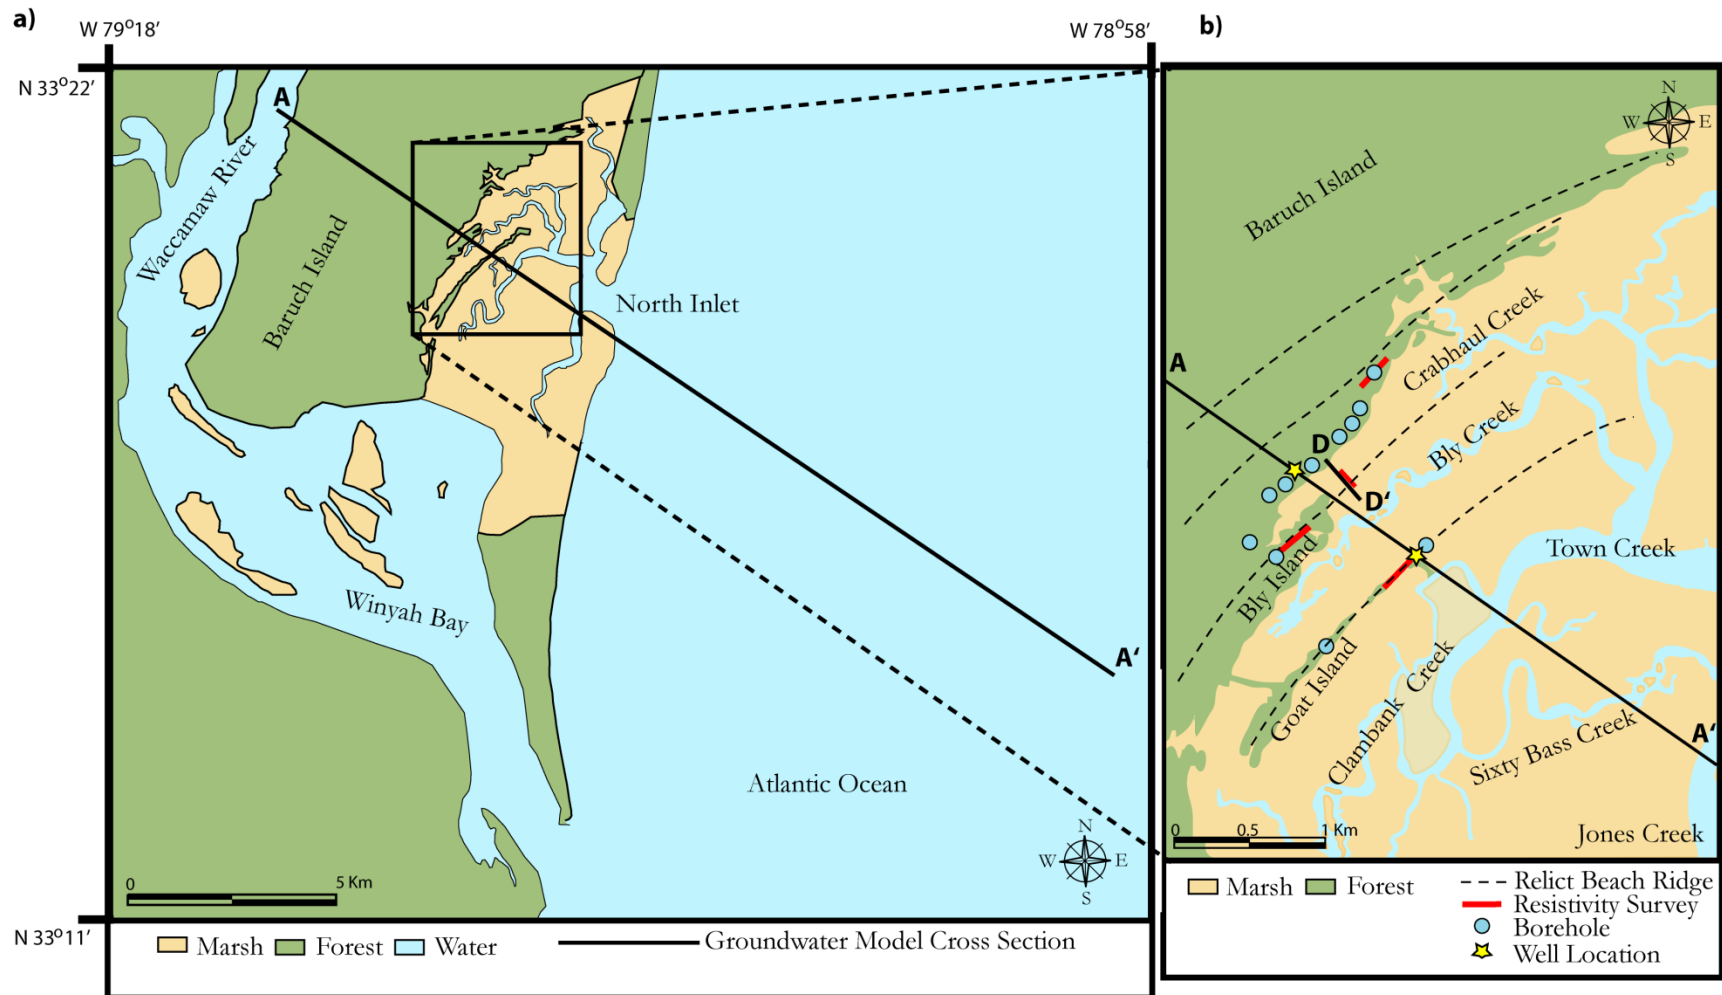 a)
W 79°18'
W 78°58'
N 33°22'
N 33°11'
A
Waccamaw River
Baruch Island
North Inlet
Winyah Bay
A'
Atlantic Ocean
N
W E
S
0 5 Km
Marsh Forest Water Groundwater Model Cross Section
b)
N
W E
S
Baruch Island
A
Crabhaul Creek
Bly Creek
D
D'
Town Creek
Bly Island
Goat Island
Clambank Creek
Sixty Bass Creek
A'
Jones Creek
0 0.5 1 Km
Marsh Forest
Relict Beach Ridge
Resistivity Survey
Borehole
Well Location